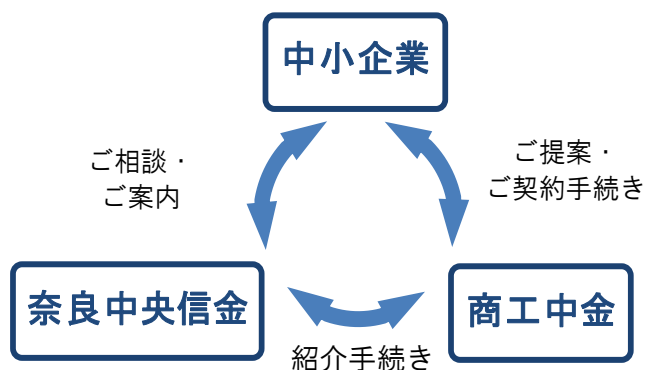 中小企業
ご相談・
ご案内
ご提案・
ご契約手続き
奈良中央信金
商工中金
紹介手続き